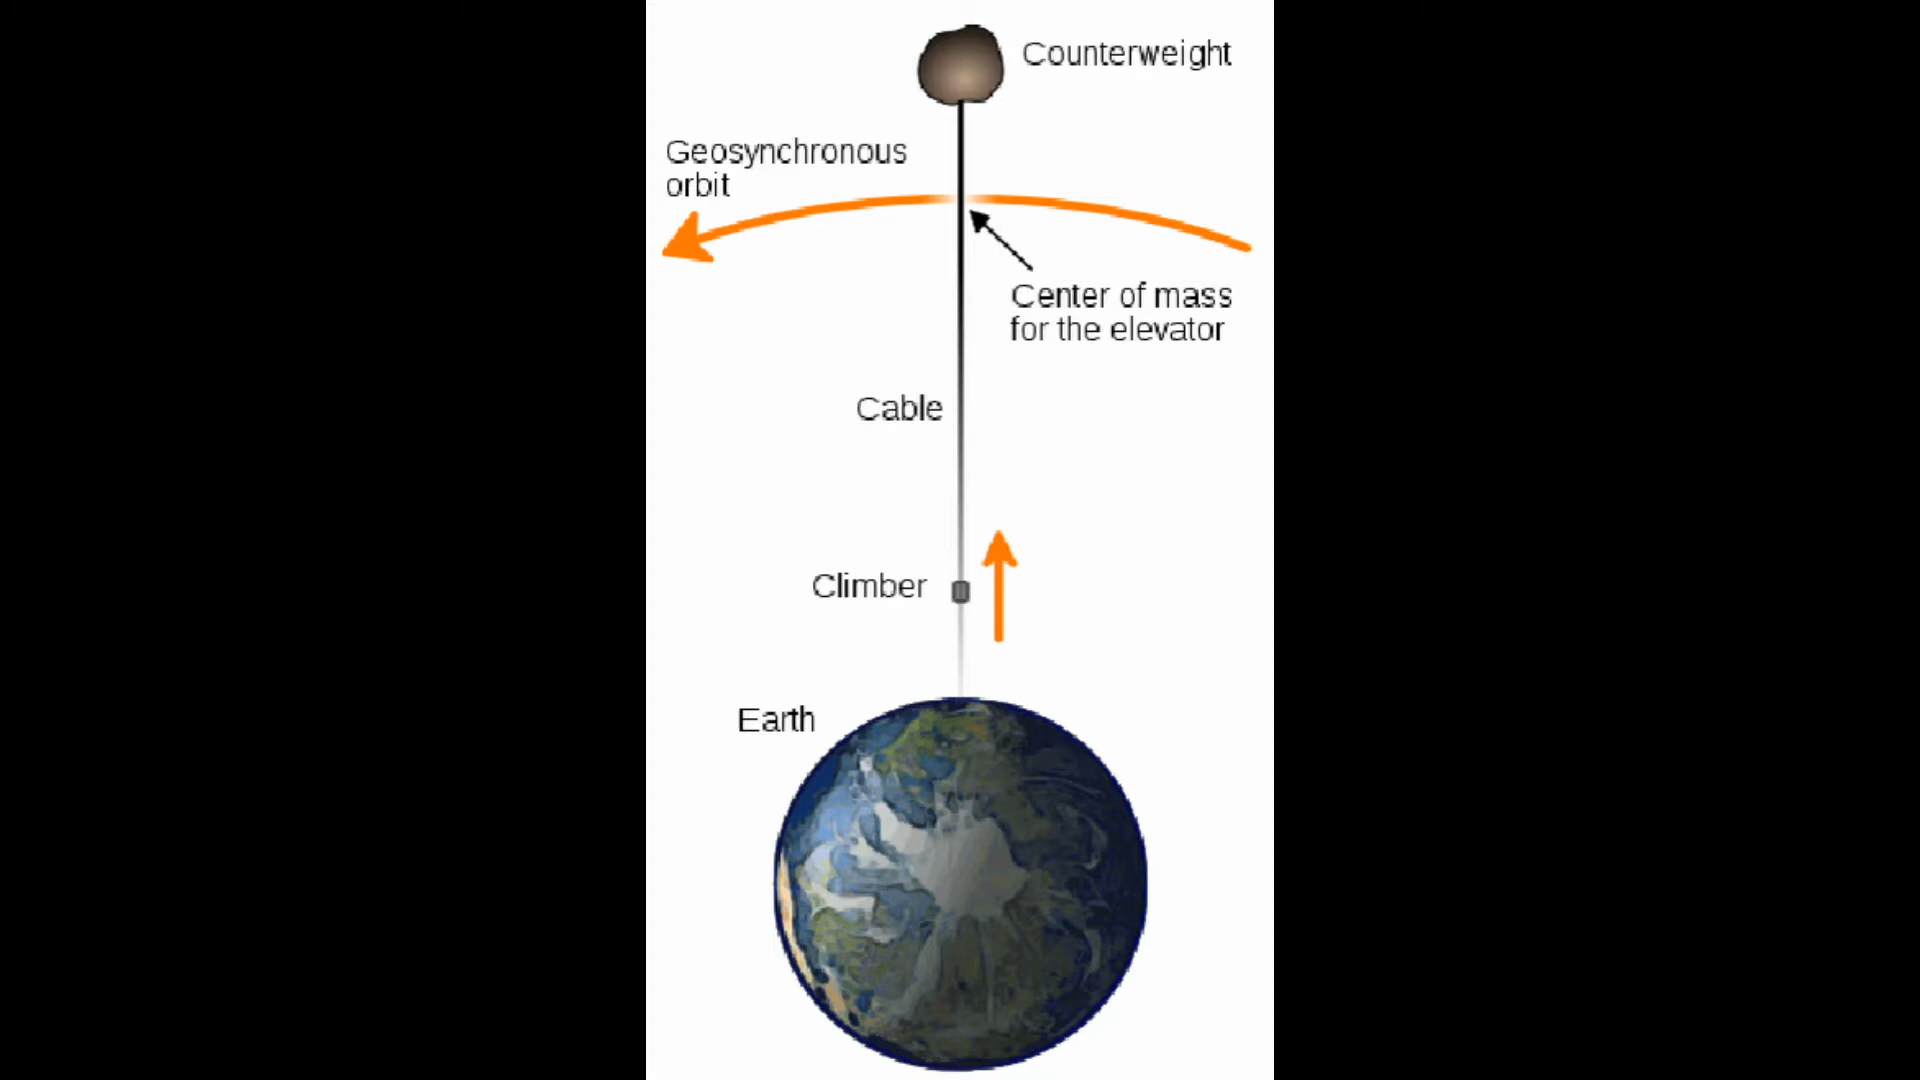 Counterweight
Geosynchronous
orbit
Center of mass
for the elevator
Cable
Climber
Earth